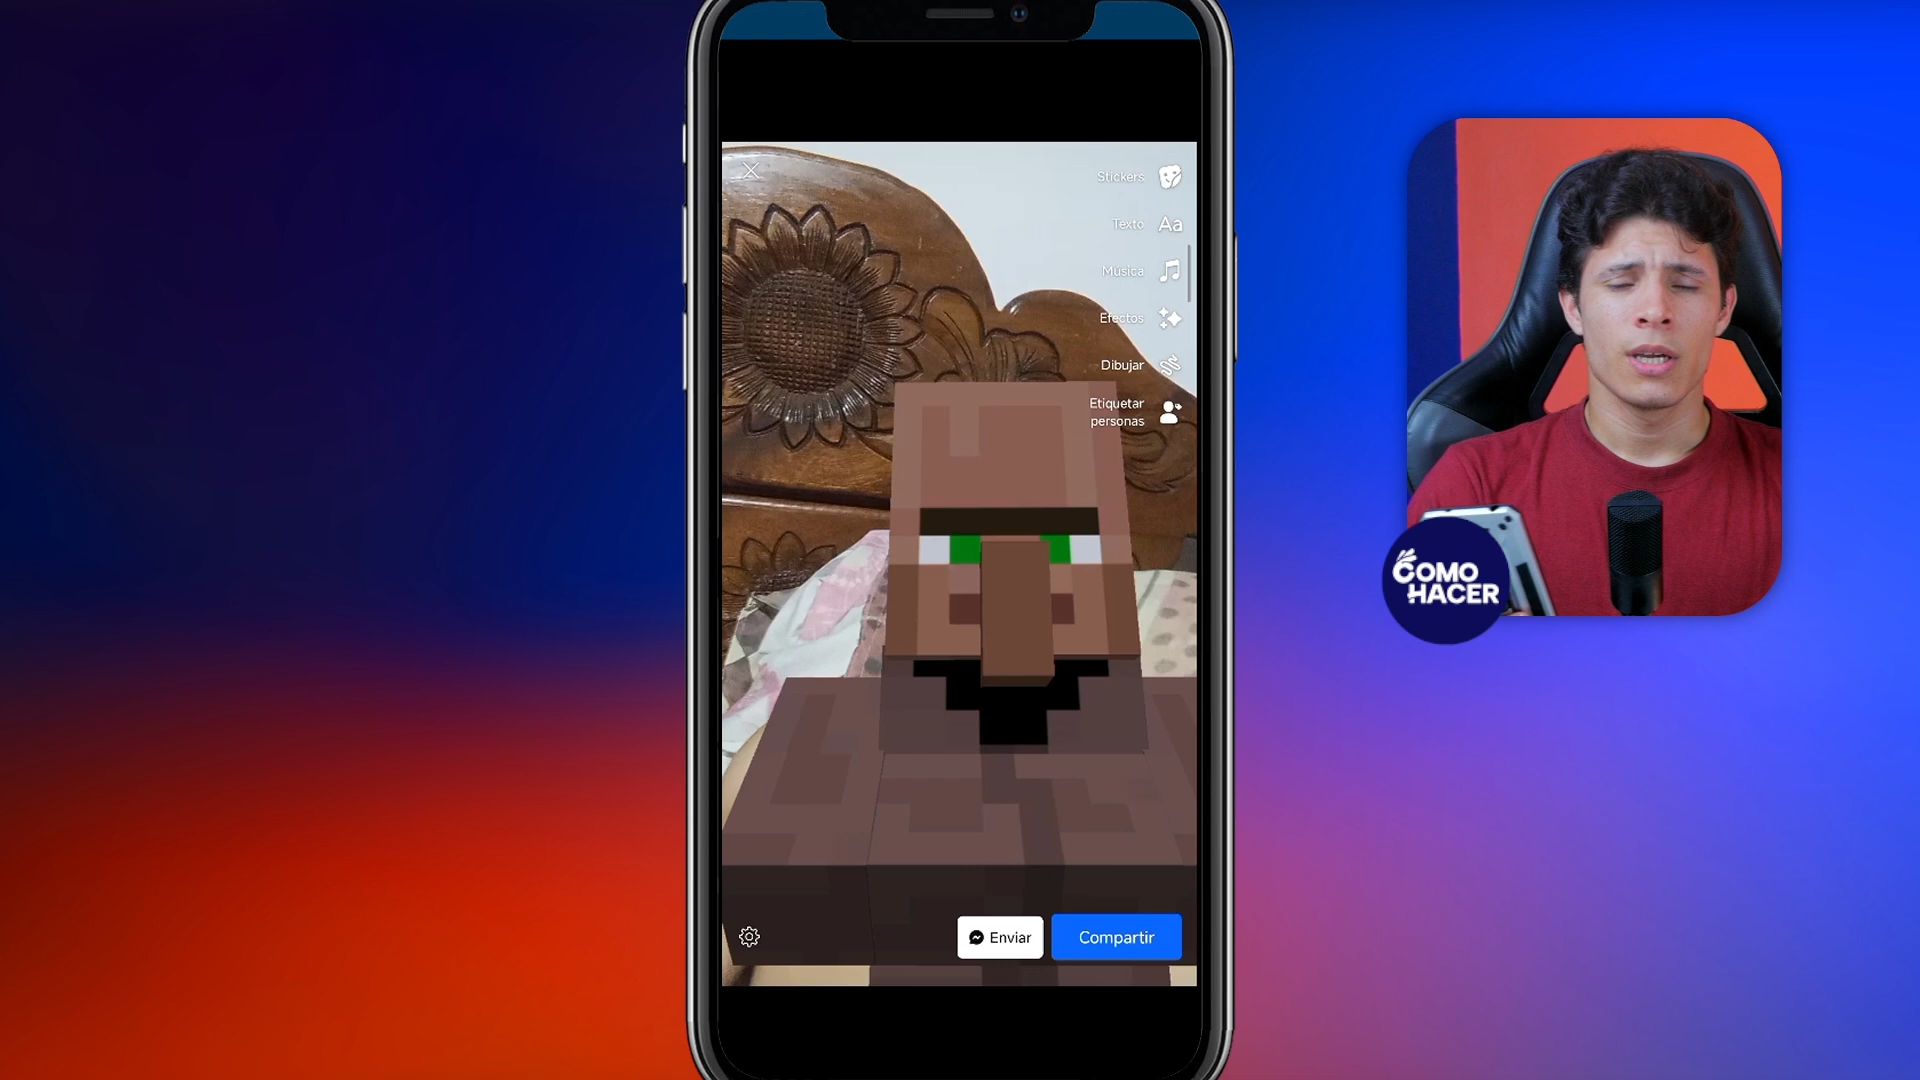 Stickers
Texto
Aa
Música
Efectos
Dibujar
Etiquetar
personas
Enviar
Compartir
COMO
HACER